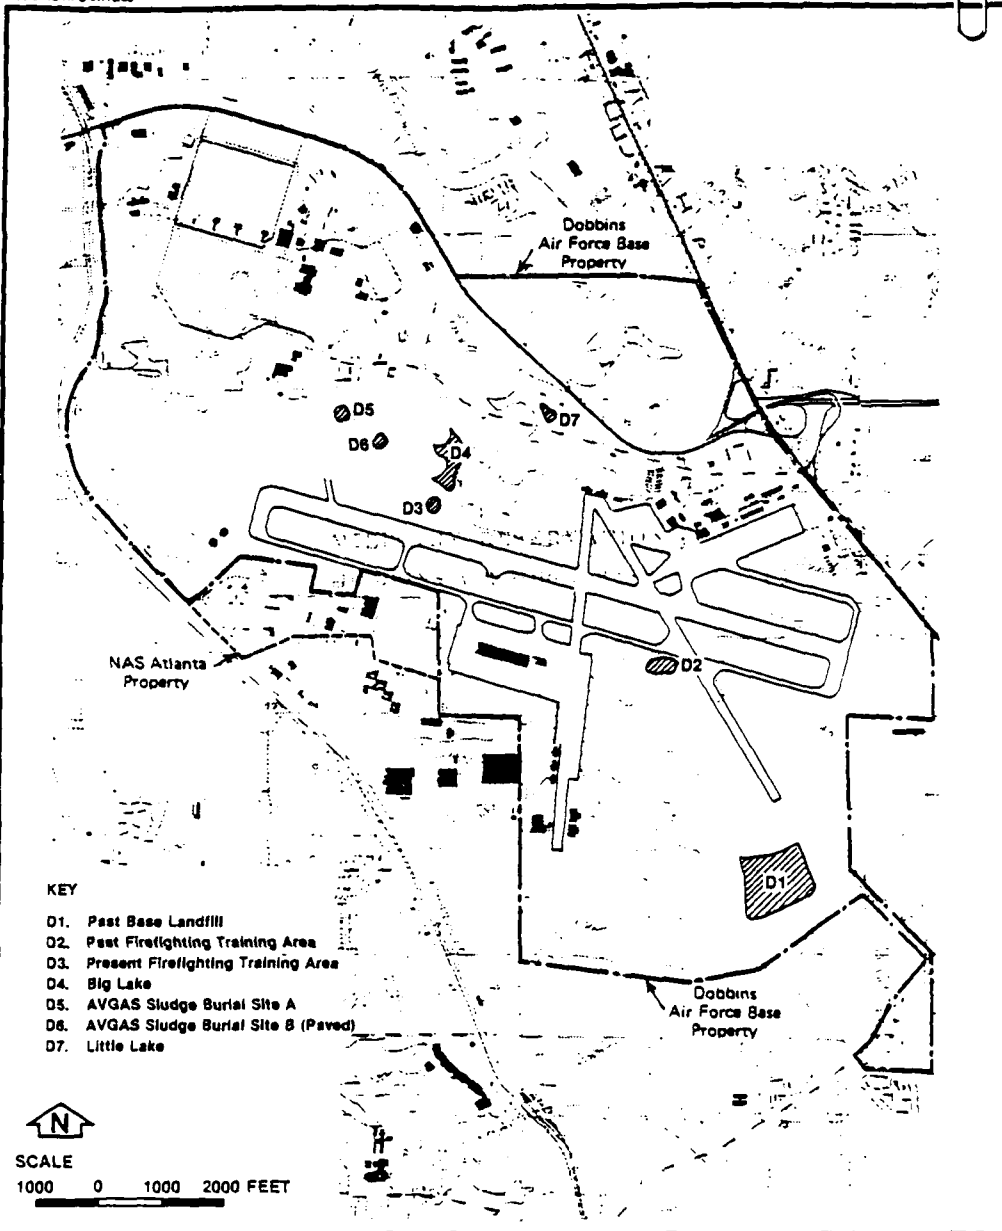 Dobbins
Air Force Base
Property
D5
D7
D6
D4
D3
D2
NAS Atlanta
Property
D1
KEY
D1. Past Base Landfill
D2. Past Firefighting Training Area
D3. Present Firefighting Training Area
D4. Big Lake
D5. AVGAS Sludge Burial Site A
D6. AVGAS Sludge Burial Site B (Paved)
D7. Little Lake
Dobbins
Air Force Base
Property
N
SCALE
1000 0 1000 2000 FEET